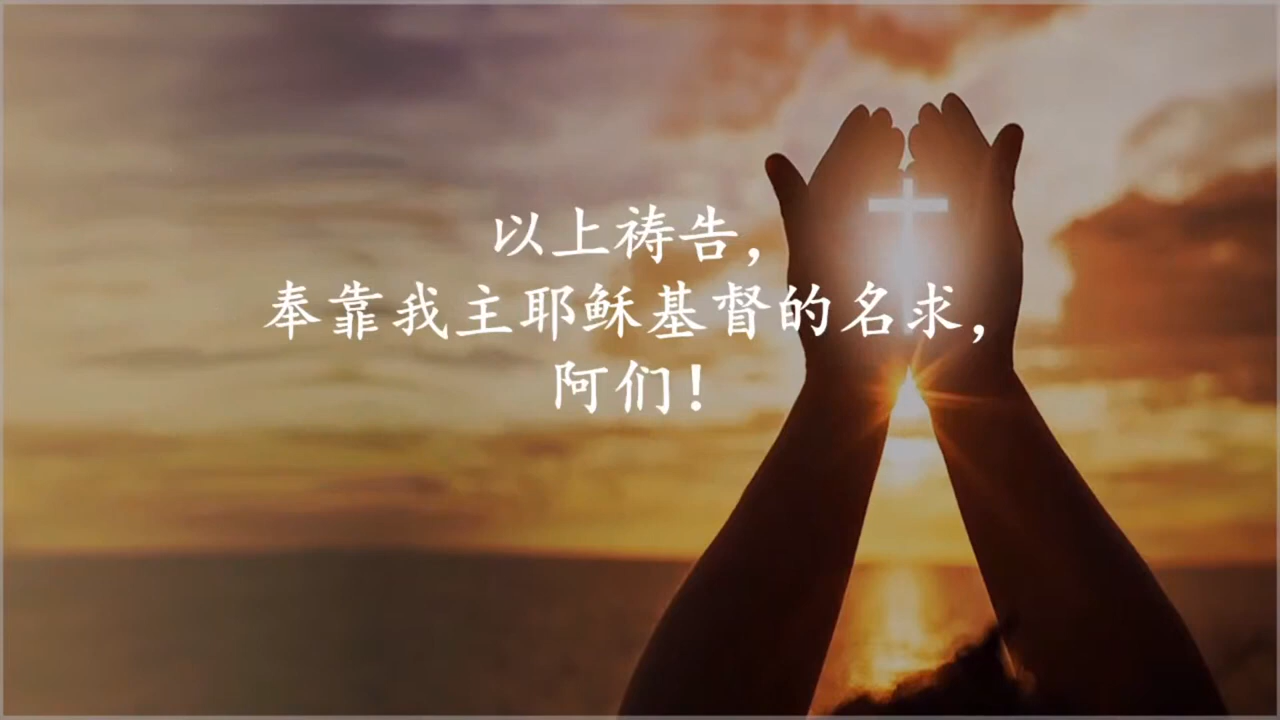 以上祷告，
奉靠我主耶稣基督的名求，
阿们！